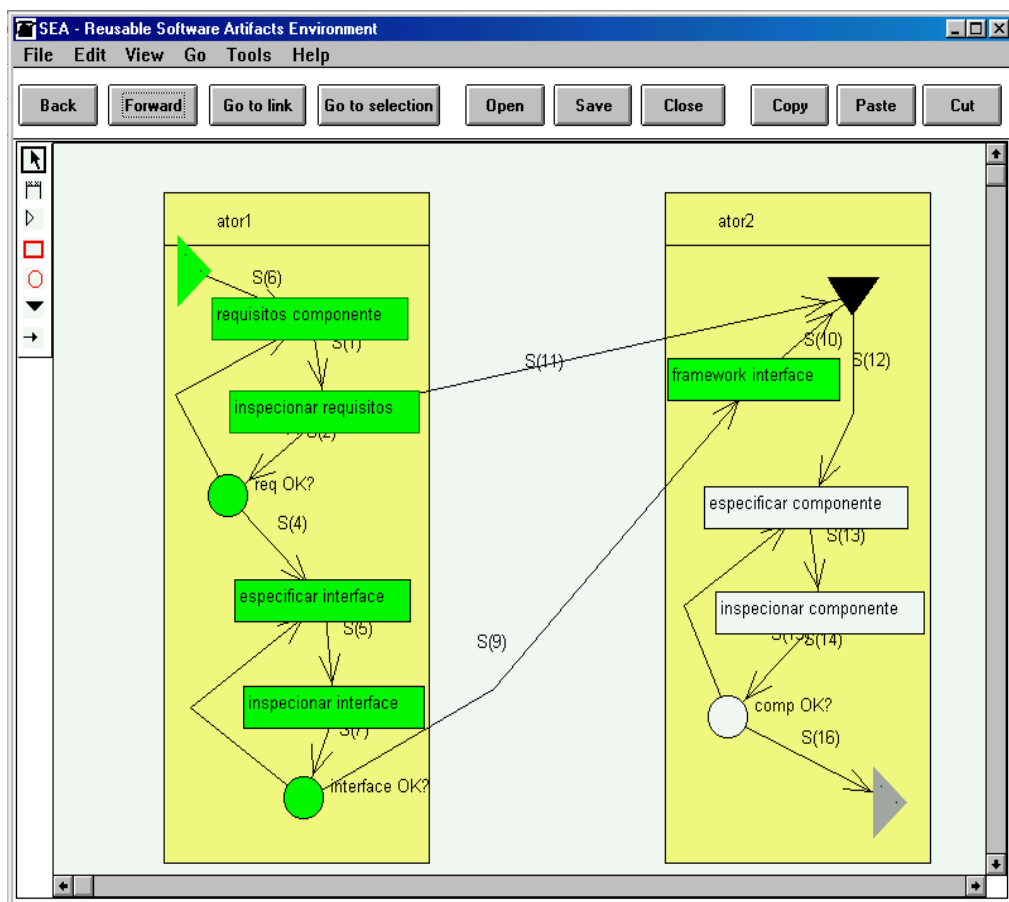 SEA - Reusable Software Artifacts Environment
File Edit View Go Tools Help
Back Forward Go to link Go to selection Open Save Close Copy Paste Cut
ator1
S(6)
requisitos componente
S(1)
inspecionar requisitos
S(2)
req OK?
S(4)
especificar interface
S(5)
inspecionar interface
S(7)
interface OK?
S(11)
S(9)
ator2
S(10)
S(12)
framework interface
especificar componente
S(13)
inspecionar componente
S(15)
S(14)
comp OK?
S(16)